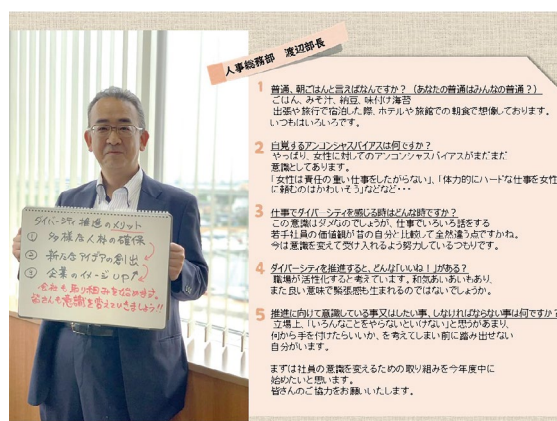 人事総務部　渡辺部長
1 普通、朝ごはんと言えばなんですか？（あなたの普通はみんなの普通？）
ごはん、みそ汁、納豆、味付け海苔
出張や旅行で宿泊した際、ホテルや旅館での朝食で想像しております。
いつもはいろいろです。
2 自覚するアンコンシャスバイアスは何ですか？
やっぱり、女性に対してのアンコンシャスバイアスがまだまだ
意識としてあります。
「女性は責任の重い仕事をしたがらない」、「体力的にハードな仕事を女性
に頼むのはかわいそう」などなど・・・
3 仕事でダイバーシティを感じる時はどんな時ですか？
この意識はダメなのでしょうが、仕事でいろいろ話をする
若手社員の価値観が昔の自分と比較して全然違う点ですかね。
今は意識を変えて受け入れるよう努力しているつもりです。
4 ダイバーシティを推進すると、どんな「いいね！」がある？
職場が活性化すると考えています。和気あいあいもあり、
また良い意味で緊張感も生まれるのではないでしょうか。
5 推進に向けて意識している事又はしたい事、しなければならない事は何ですか？
立場上、「いろんなことをやらないといけない」と思うがあまり、
何から手を付けたらいいか、を考えてしまい前に踏み出せない
自分がいます。
まずは社員の意識を変えるための取り組みを今年度中に
始めたいと思います。
皆さんのご協力をお願いいたします。
ダイバーシティ推進のメリット
① 多様な人材の確保
② 新たなアイデアの創出
③ 企業のイメージUP
会社も取り組みを始めます。
皆さんも意識を変えていきましょう!!